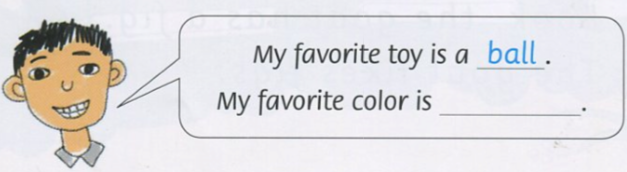 My favorite toy is a ball.
My favorite color is ________.